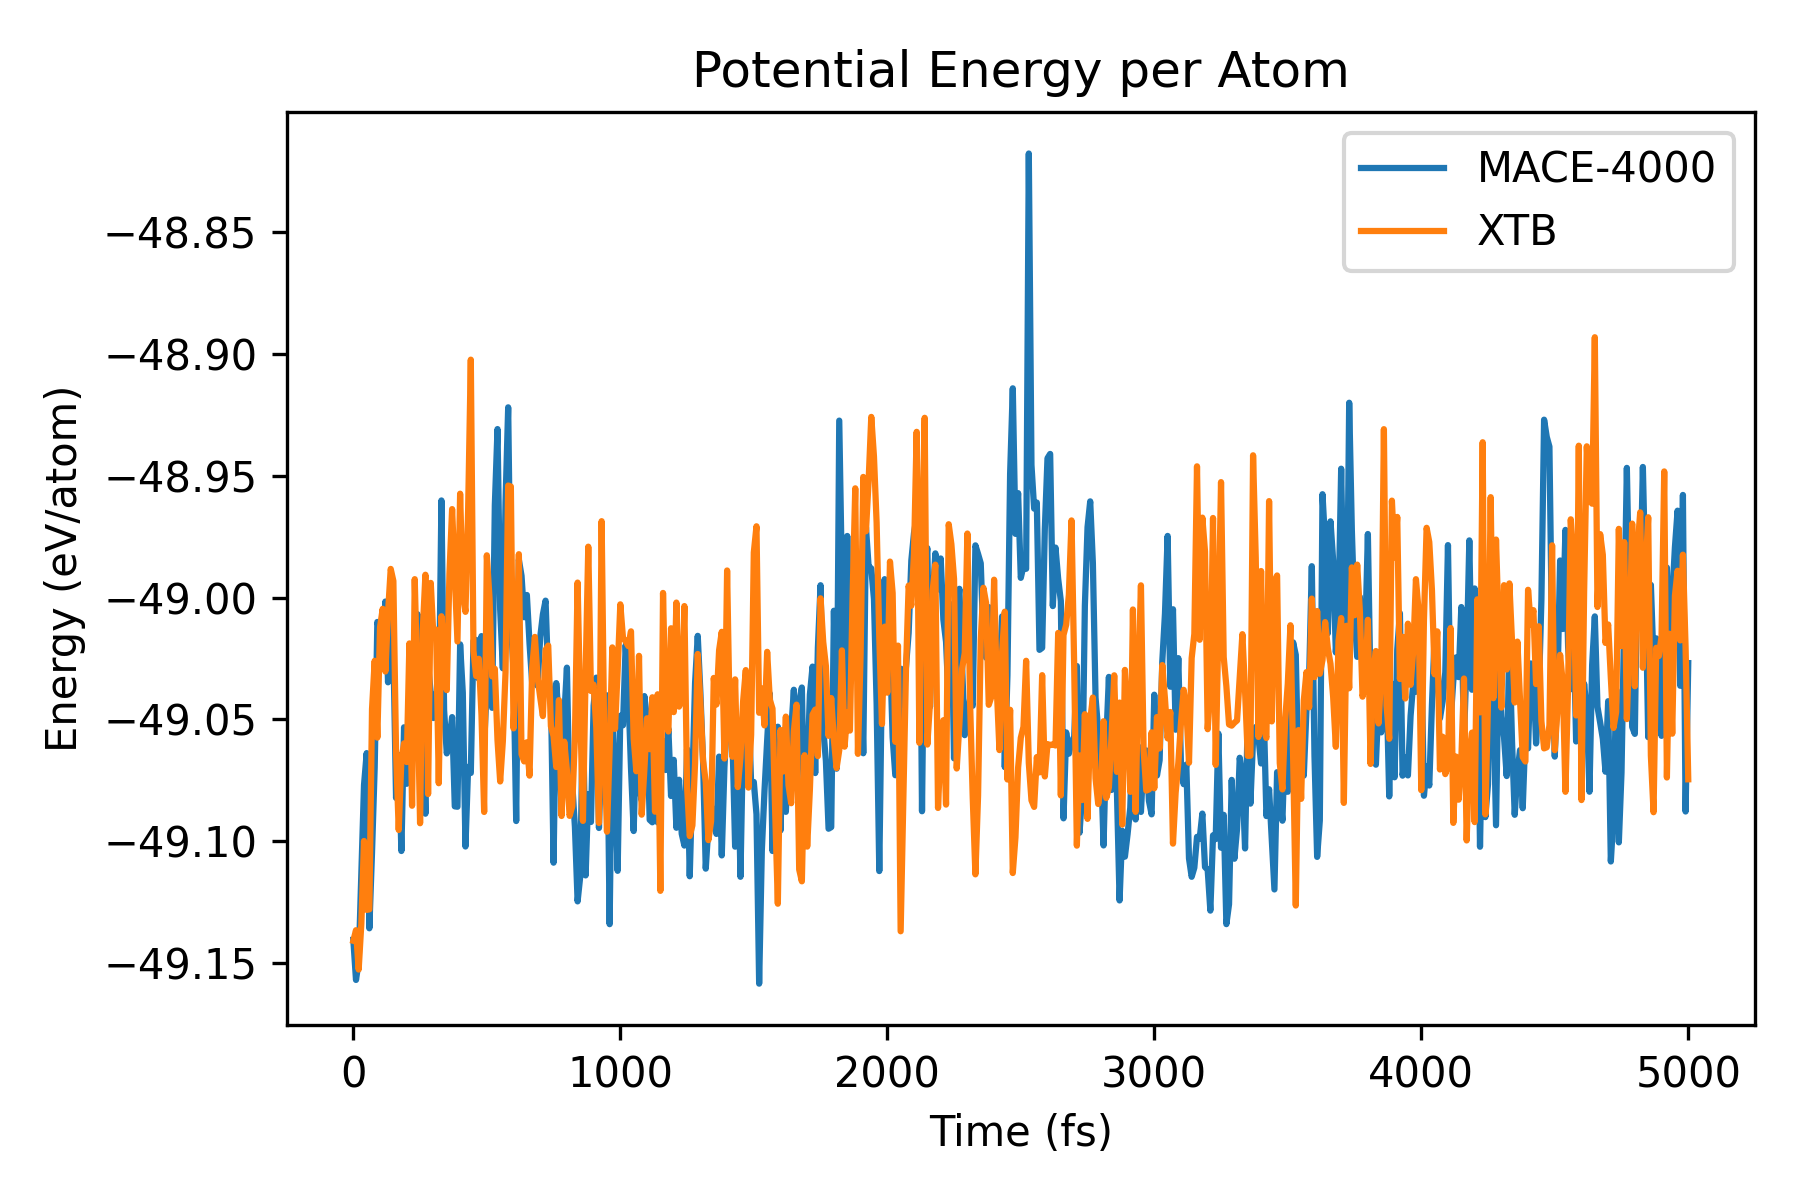 Potential Energy per Atom
MACE-4000
XTB
−48.85
−48.90
−48.95
−49.00
−49.05
−49.10
−49.15
Energy (eV/atom)
0 1000 2000 3000 4000 5000
Time (fs)